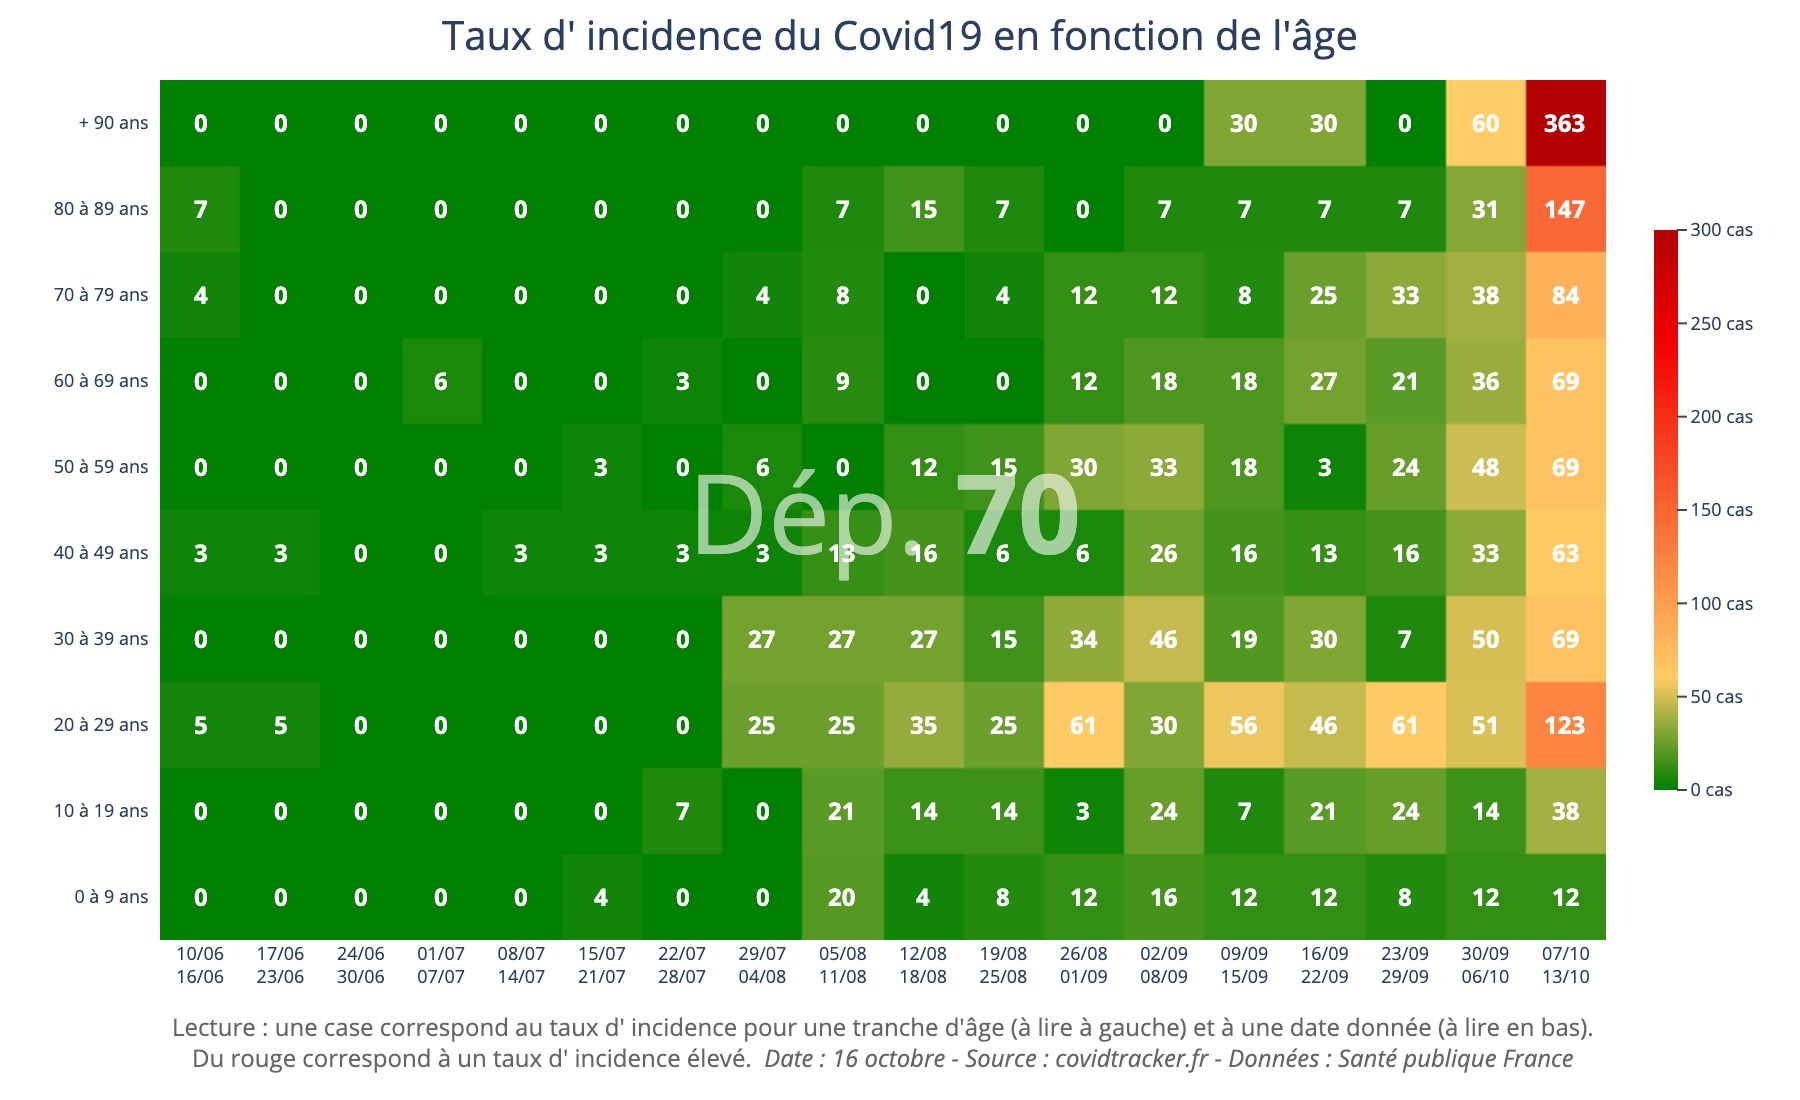 Taux d' incidence du Covid19 en fonction de l'âge
+ 90 ans 0 0 0 0 0 0 0 0 0 0 0 0 0 30 30 0 60 363
80 à 89 ans 7 0 0 0 0 0 0 0 7 15 7 0 7 7 7 7 31 147
70 à 79 ans 4 0 0 0 0 0 0 4 8 0 4 12 12 8 25 33 38 84
60 à 69 ans 0 0 0 6 0 0 3 0 9 0 0 12 18 18 27 21 36 69
50 à 59 ans 0 0 0 0 0 3 0 6 0 12 15 30 33 18 3 24 48 69
Dép. 70
40 à 49 ans 3 3 0 0 3 3 3 3 13 16 6 6 26 16 13 16 33 63
30 à 39 ans 0 0 0 0 0 0 0 27 27 27 15 34 46 19 30 7 50 69
20 à 29 ans 5 5 0 0 0 0 0 25 25 35 25 61 30 56 46 61 51 123
10 à 19 ans 0 0 0 0 0 0 7 0 21 14 14 3 24 7 21 24 14 38
0 à 9 ans 0 0 0 0 0 4 0 0 20 4 8 12 16 12 12 8 12 12
10/06 17/06 24/06 01/07 08/07 15/07 22/07 29/07 05/08 12/08 19/08 26/08 02/09 09/09 16/09 23/09 30/09 07/10
16/06 23/06 30/06 07/07 14/07 21/07 28/07 04/08 11/08 18/08 25/08 01/09 08/09 15/09 22/09 29/09 06/10 13/10
300 cas
250 cas
200 cas
150 cas
100 cas
50 cas
0 cas
Lecture : une case correspond au taux d' incidence pour une tranche d'âge (à lire à gauche) et à une date donnée (à lire en bas).
Du rouge correspond à un taux d' incidence élevé. Date : 16 octobre - Source : covidtracker.fr - Données : Santé publique France